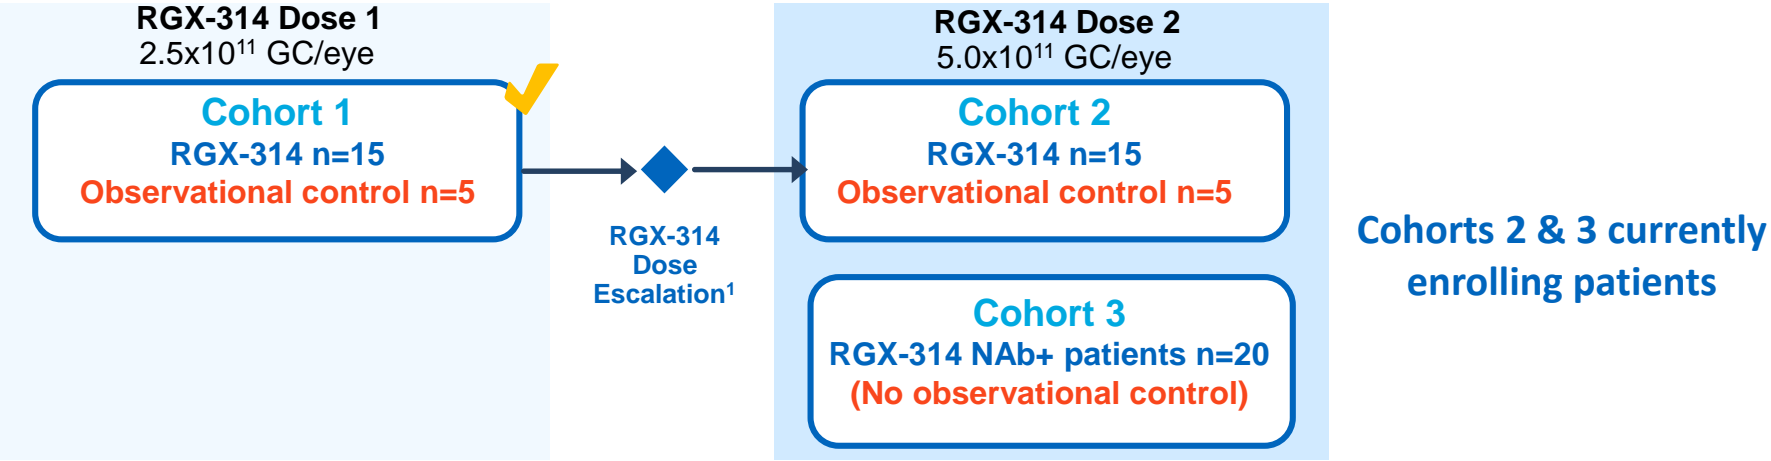 RGX-314 Dose 1
2.5x10¹¹ GC/eye
Cohort 1
RGX-314 n=15
Observational control n=5
RGX-314
Dose
Escalation¹
RGX-314 Dose 2
5.0x10¹¹ GC/eye
Cohort 2
RGX-314 n=15
Observational control n=5
Cohort 3
RGX-314 NAb+ patients n=20
(No observational control)
Cohorts 2 & 3 currently
enrolling patients